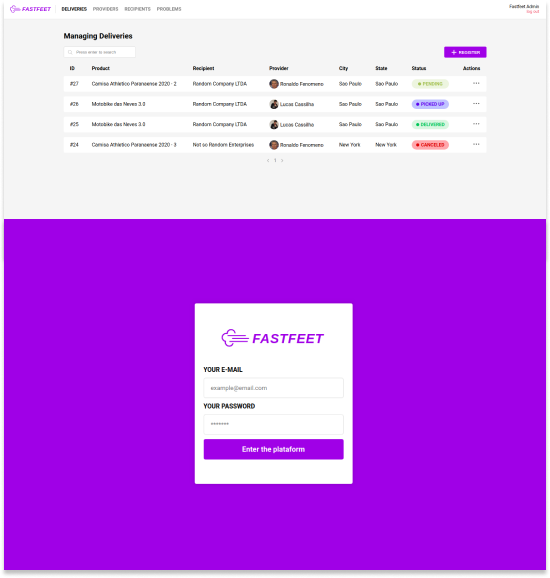 FASTFEET DELIVERIES PROVIDERS RECIPIENTS PROBLEMS Fastfeet Admin
log out
Managing Deliveries
Press enter to search + REGISTER
ID Product Recipient Provider City State Status Actions
#27 Camisa Athletico Paranaense 2020 - 2 Random Company LTDA Ronaldo Fenomeno Sao Paulo Sao Paulo PENDING ...
#26 Motobike das Neves 3.0 Random Company LTDA Lucas Cassilha Sao Paulo Sao Paulo PICKED UP ...
#25 Motobike das Neves 3.0 Random Company LTDA Lucas Cassilha Sao Paulo Sao Paulo DELIVERED ...
#24 Camisa Athletico Paranaense 2020 - 3 Not so Random Enterprises Ronaldo Fenomeno New York New York CANCELED ...
< 1 >
FASTFEET
YOUR E-MAIL
example@email.com
YOUR PASSWORD
*******
Enter the plataform